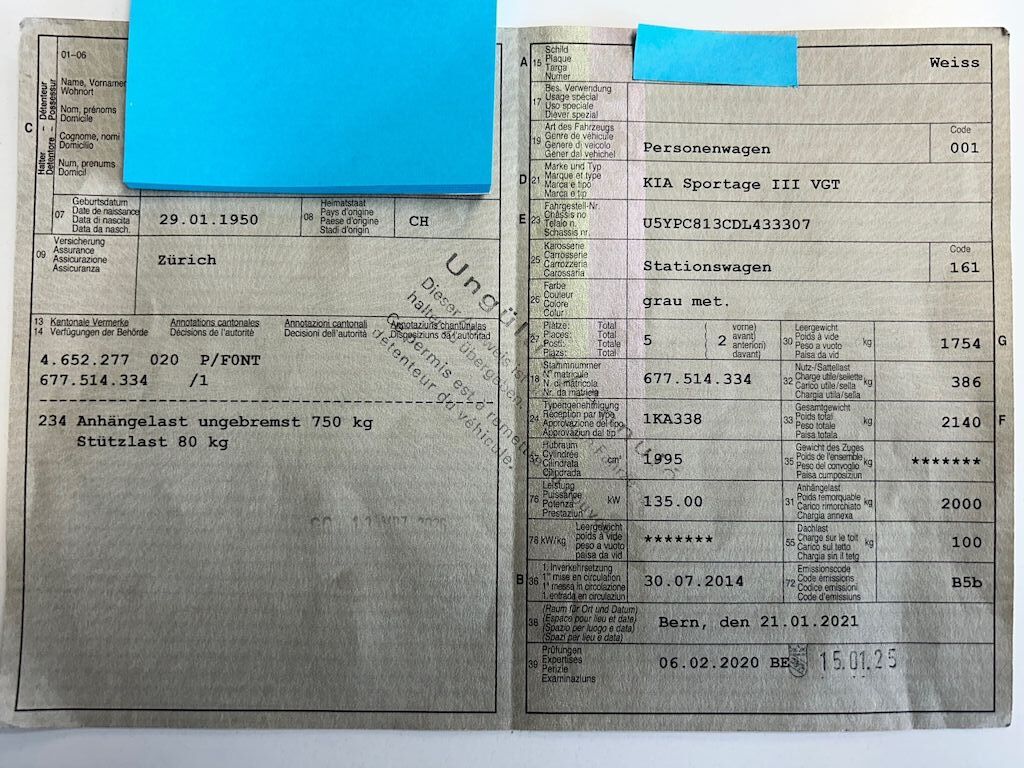 01-06
Halter - Détenteur
Detentore - Possessur
C
Name, Vornamen
Wohnort
Nom, prénoms
Domicile
Cognome, nomi
Domicilio
Num, prenums
Domicil
07
Geburtsdatum
Date de naissance
Data di nascita
Data da nasch.
29.01.1950
08
Heimatstaat
Pays d'origine
Paese d'origine
Stadi d'origin
CH
09
Versicherung
Assurance
Assicurazione
Assicuranza
Zürich
13 Kantonale Vermerke Annotations cantonales Annotazioni cantonali Annotaziuns chantunalas
14 Verfügungen der Behörde Décisions de l'autorité Decisioni dell'autorità Disposiziuns da l'autoritad
4.652.277 020 P/FONT
677.514.334 /1
234 Anhängelast ungebremst 750 kg
Stützlast 80 kg
Dieser
Ce permis est à remettre
détenteur du véhicule.
A 15
Schild
Plaque
Targa
Numer
Weiss
17
Bes. Verwendung
Usage spécial
Uso speciale
Diever spezial
19
Art des Fahrzeugs
Genre de véhicule
Genere di veicolo
Gener dal vehichel
Personenwagen
Code
001
D 21
Marke und Typ
Marque et type
Marca e tipo
Marca e tip
KIA Sportage III VGT
E 23
Fahrgestell-Nr.
Châssis no
Telaio n.
Schassis nr.
U5YPC813CDL433307
25
Karosserie
Carrosserie
Carrozzeria
Carossaria
Stationswagen
Code
161
26
Farbe
Couleur
Colore
Colur
grau met.
27
Plätze: Total
Places: Total
Posti: Totale
Plazs: Total
5
2
vorne)
avant)
anteriori)
davant)
30
Leergewicht
Poids à vide
Peso a vuoto
Paisa da vid
kg
1754
G
18
Stammnummer
N° matricule
N. di matricola
Nr. da matricla
677.514.334
32
Nutz-/Sattellast
Charge utile/sellette
Carico utile/sella
Chargia utila/sella
kg
386
24
Typengenehmigung
Réception par type
Approvazione del tipo
Approvaziun dal tip
1KA338
33
Gesamtgewicht
Poids total
Peso totale
Paisa totala
kg
2140
F
37
Hubraum
Cylindrée
Cilindrata
Cilindrada
cm³
1995
35
Gewicht des Zuges
Poids de l'ensemble
Peso del convoglio
Paisa cumposiziun
kg
*******
76
Leistung
Puissance
Potenza
Prestaziun
kW
135.00
31
Anhängelast
Poids remorquable
Carico rimorchiato
Chargia annexa
kg
2000
78 kW/kg
Leergewicht
poids à vide
peso a vuoto
paisa da vid
*******
55
Dachlast
Charge sur le toit
Carico sul tetto
Chargia sin il tetg
kg
100
B 36
1. Inverkehrsetzung
1re mise en circulation
1a messa in circolazione
1. entrada en circulaziun
30.07.2014
72
Emissionscode
Code émissions
Codice emissioni
Code d'emissiuns
B5b
38
(Raum für Ort und Datum)
(Espace pour lieu et date)
(Spazio per luogo e data)
(Spazi per lieu e data)
Bern, den 21.01.2021
39
Prüfungen
Expertises
Perizie
Examinaziuns
06.02.2020 BE
15.01.25